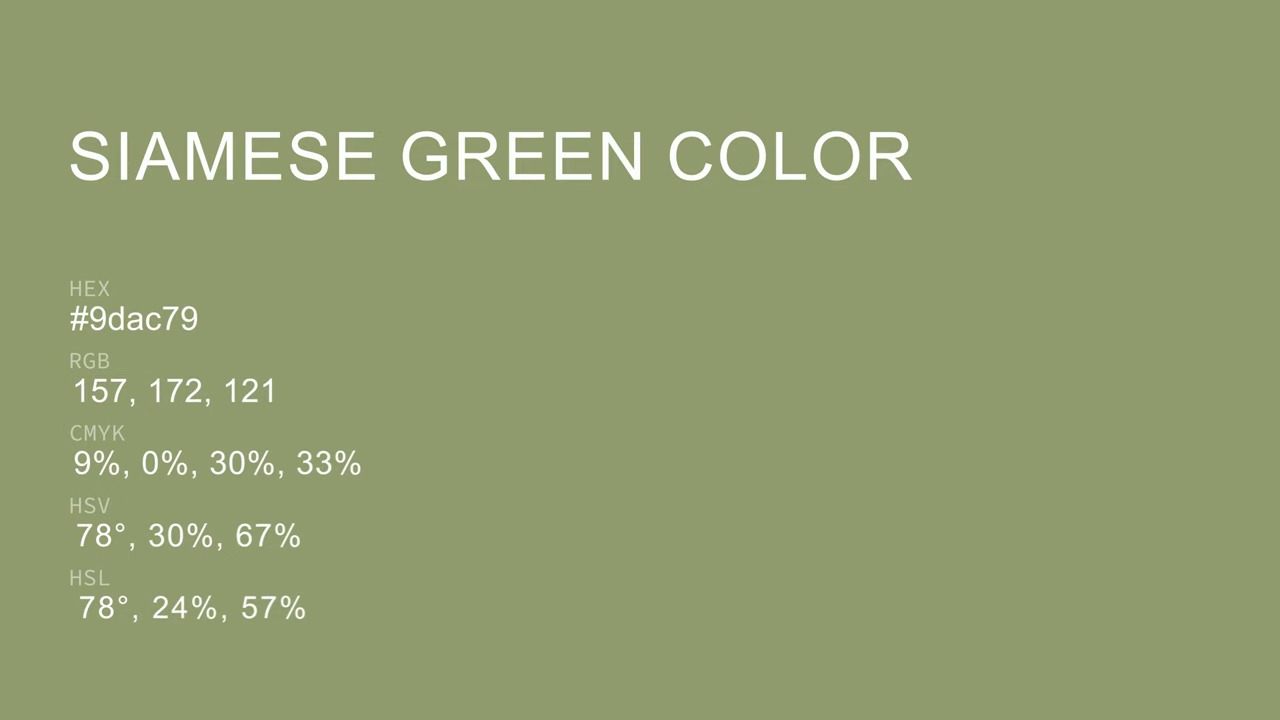 SIAMESE GREEN COLOR
HEX
#9dac79
RGB
157, 172, 121
CMYK
9%, 0%, 30%, 33%
HSV
78°, 30%, 67%
HSL
78°, 24%, 57%